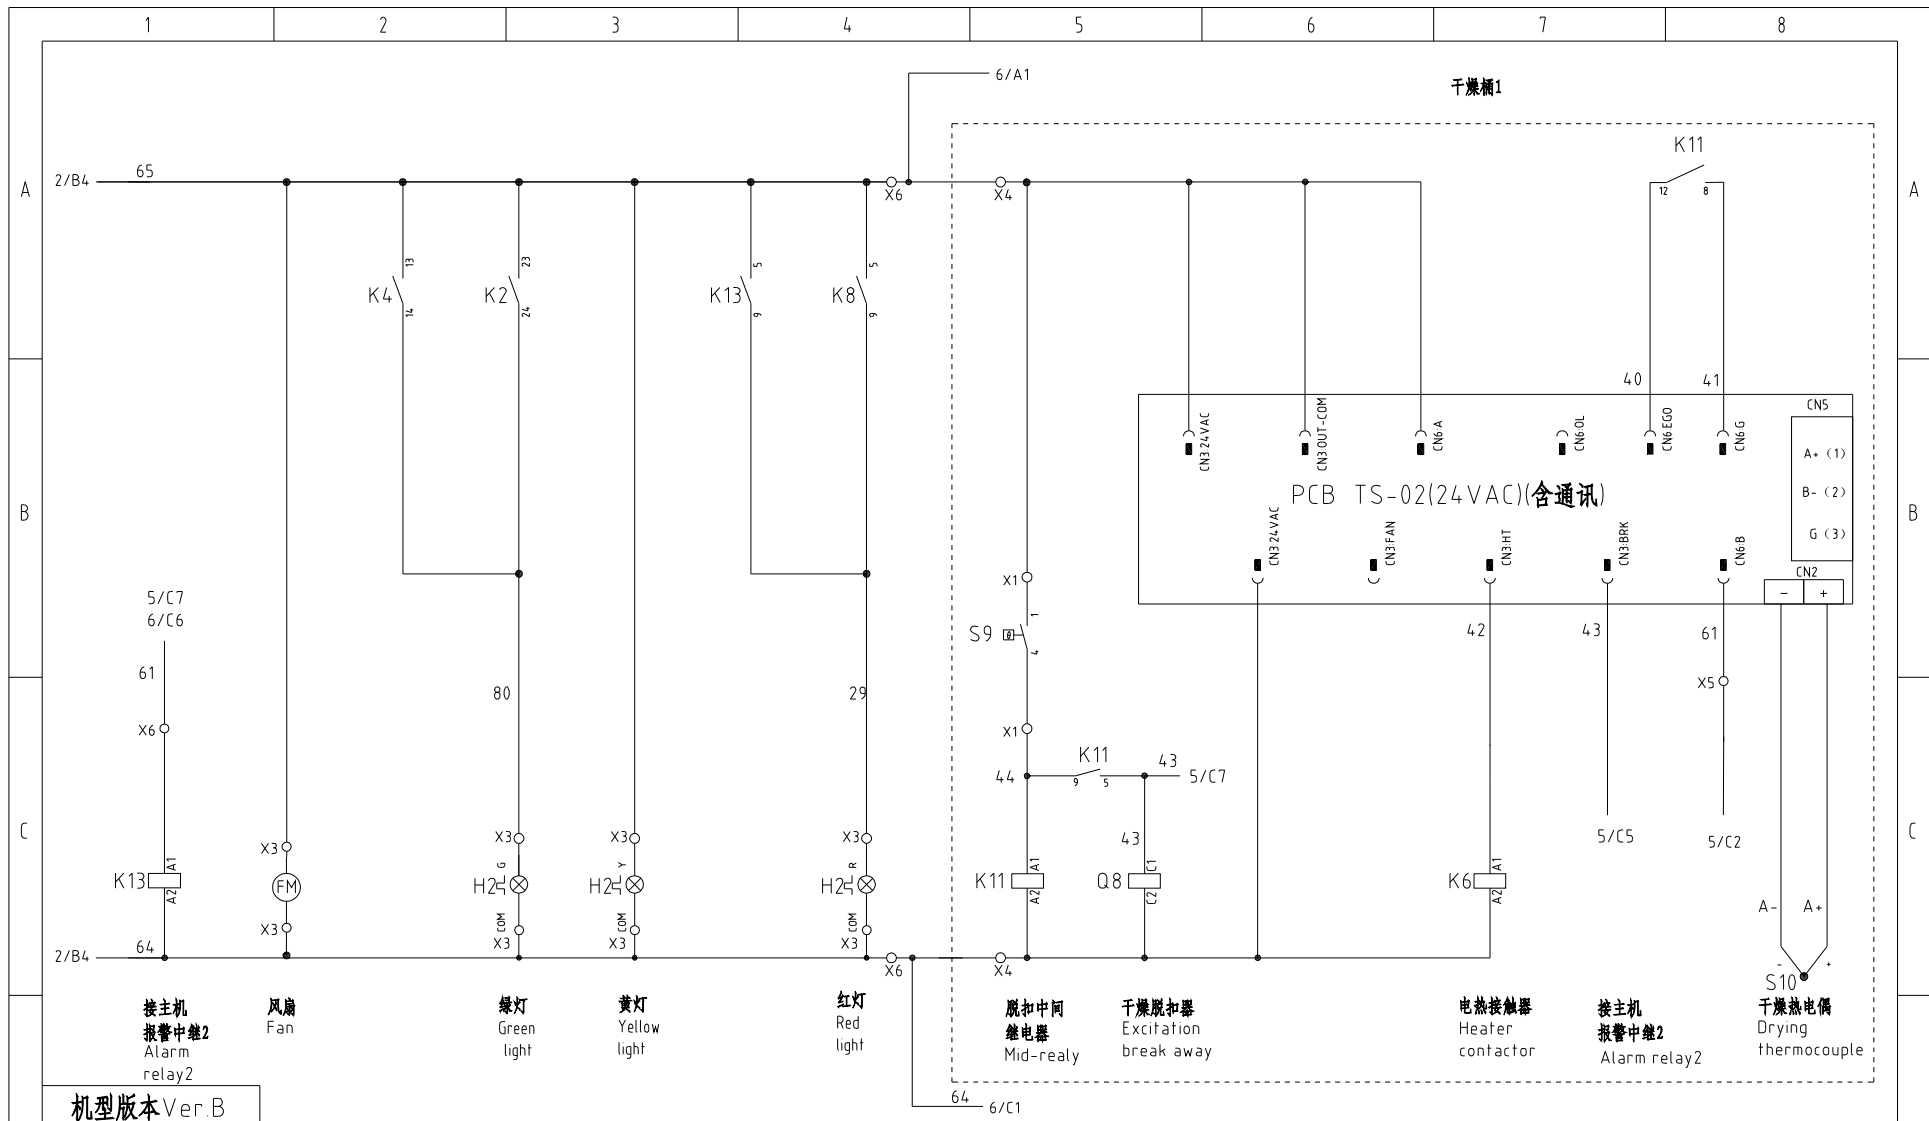 1 2 3 4 5 6 7 8
6/A1
干燥桶1
K11
A 2/B4 65 X6 X4 12 8 A
13 23 5 5
K4 K2 K13 K8
14 24 9 9
40 41
CN5
CN3:24VAC CN3:OUT-COM CN6:A CN6:OL CN6:EGO CN6:G
A+ (1)
B- (2)
G (3)
PCB TS-02(24VAC)(含通讯)
B B
CN3:24VAC CN3:FAN CN3:HT CN3:BRK CN6:B
CN2
- +
X1
5/C7
6/C6
1
S9 θ
4
42 43 61
61
80 29
X5
X6 X1
K11
44 43
9 5 5/C7
C C
X3 X3 X3 X3 43 5/C5 5/C2
A1 G Y R A1 C1 A1
K13 FM H2 H2 H2 K11 Q8 K6
A2 A2 C2 A2
A- A+
X3 COM X3 COM X3 COM X3
2/B4 64 X6 X4
- +
S10
接主机
报警中继2
Alarm
relay2
风扇
Fan
绿灯
Green
light
黄灯
Yellow
light
红灯
Red
light
脱扣中间
继电器
Mid-realy
干燥脱扣器
Excitation
break away
电热接触器
Heater
contactor
接主机
报警中继2
Alarm relay2
干燥热电偶
Drying
thermocouple
64 6/C1
机型版本Ver.B